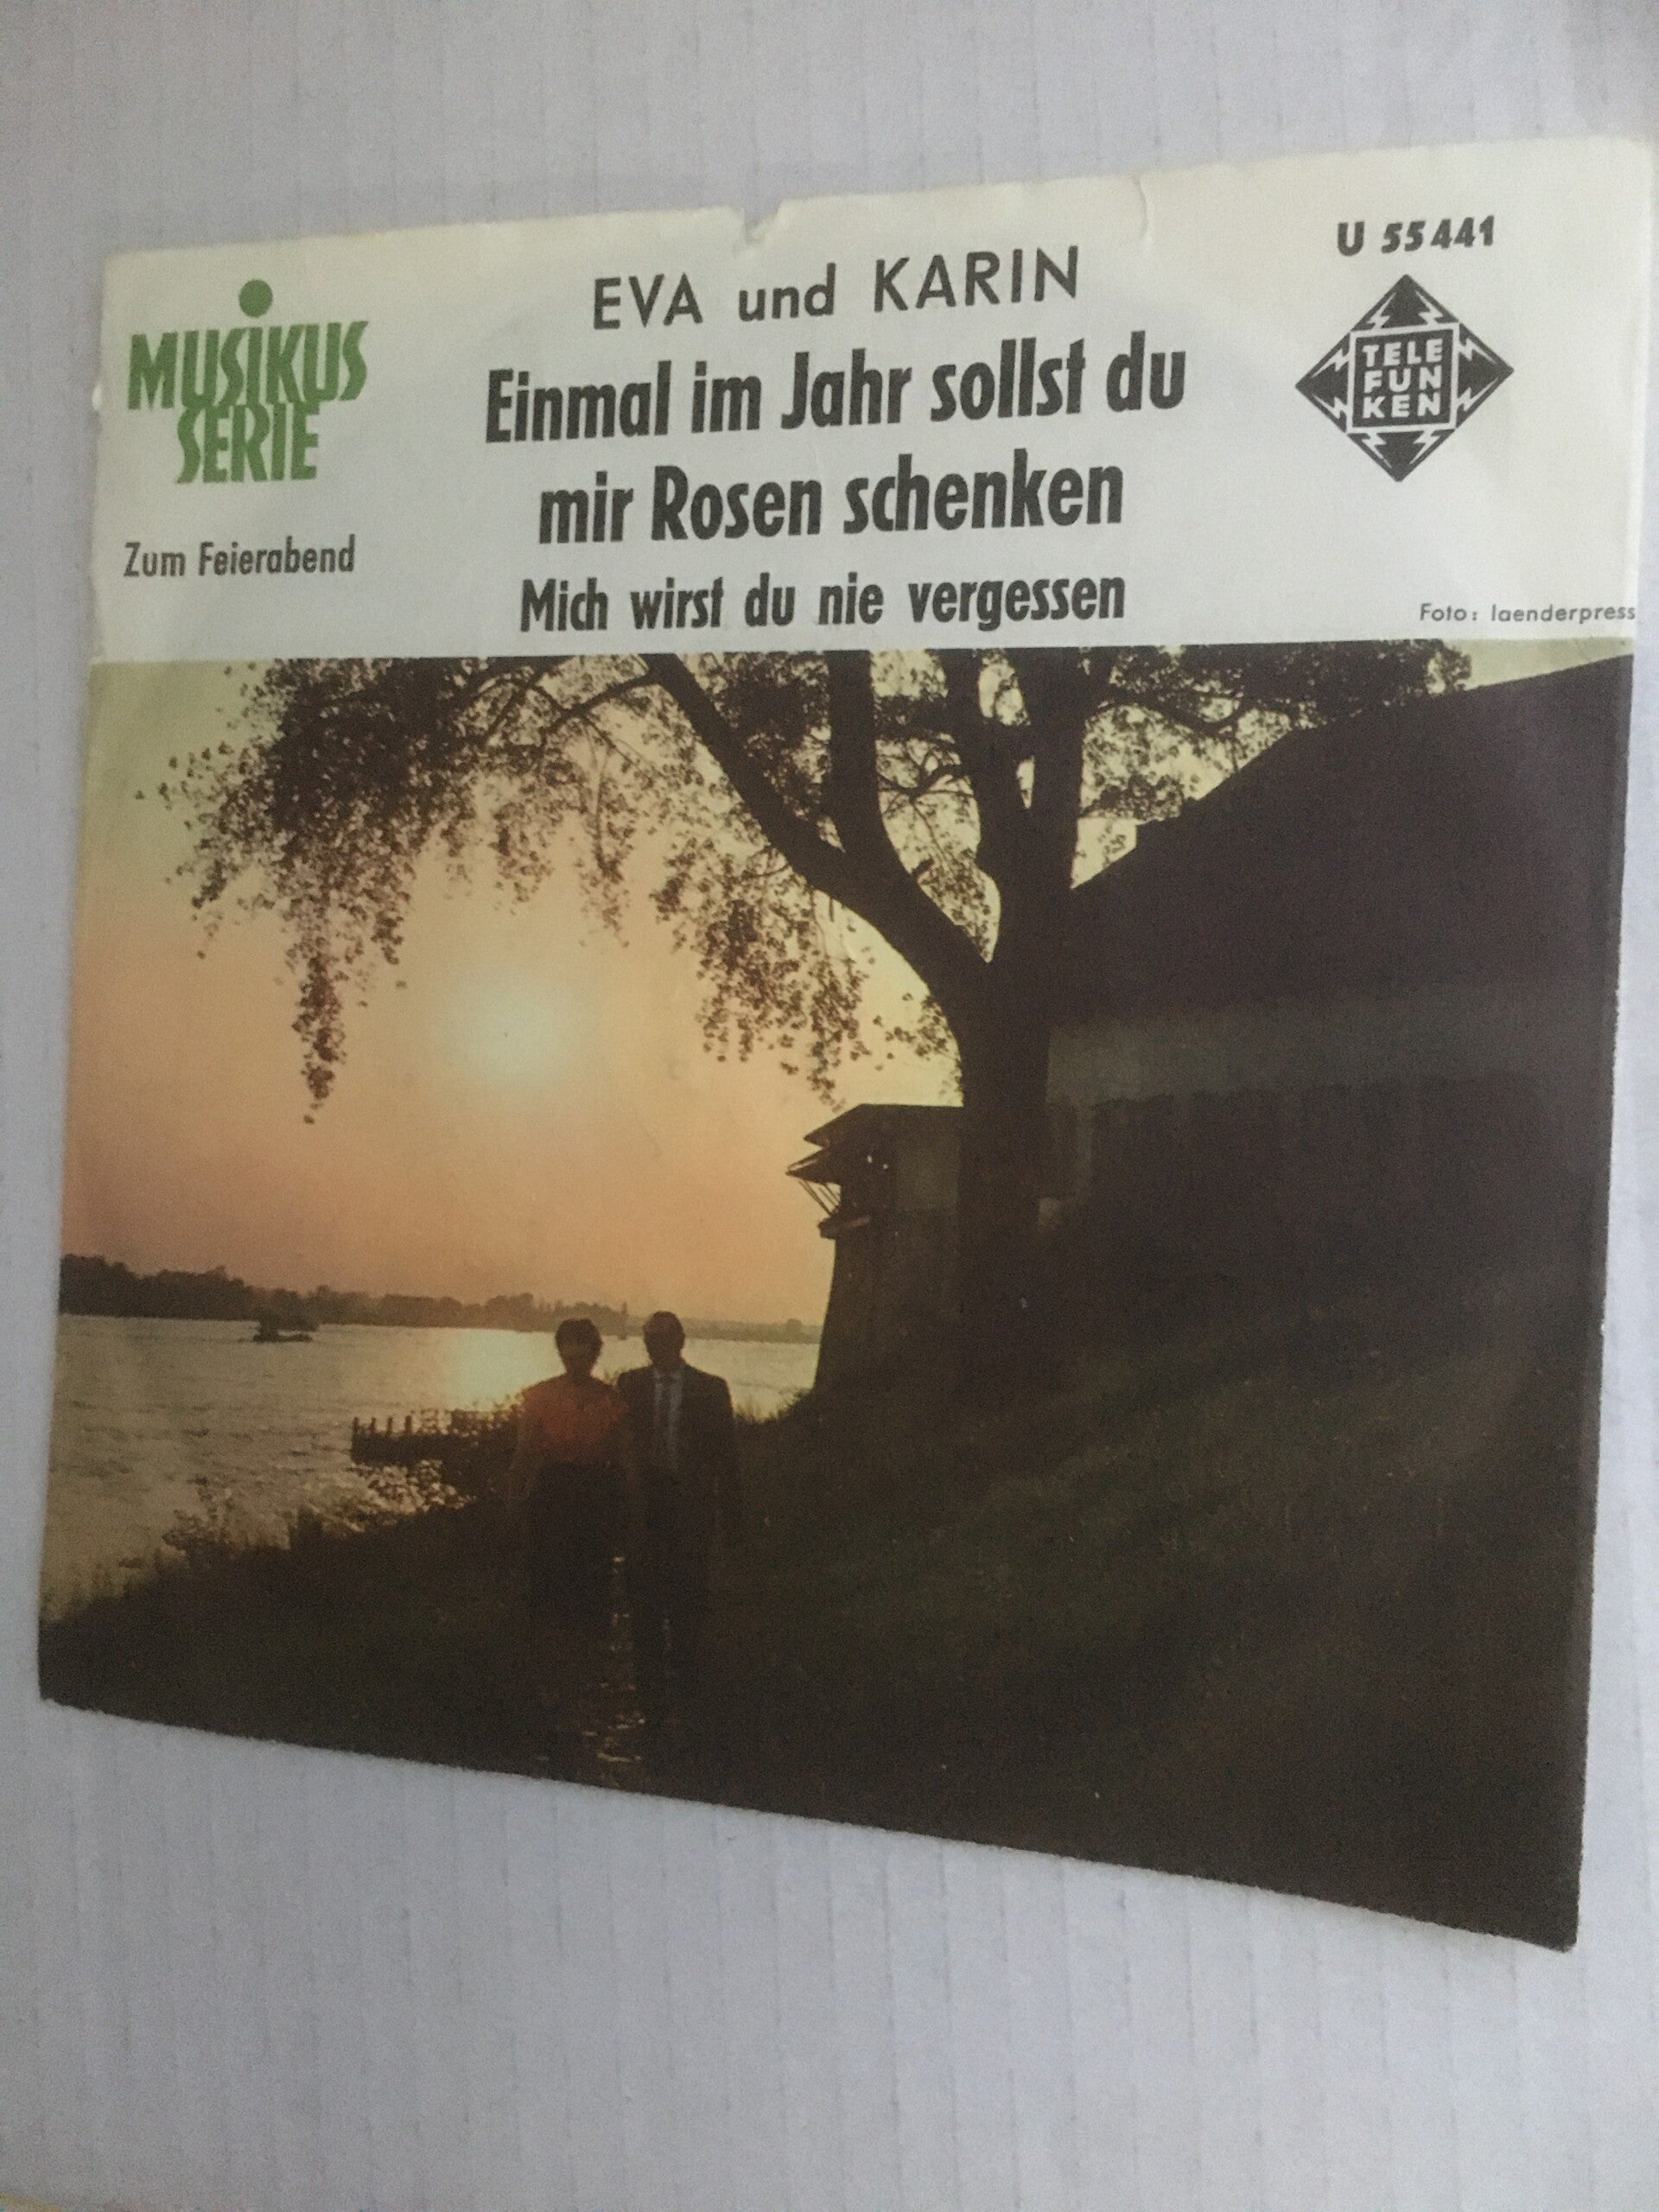 U 55441
EVA und KARIN
MUSIKUS
SERIE
Einmal im Jahr sollst du
mir Rosen schenken
TELE
FUN
KEN
Zum Feierabend
Mich wirst du nie vergessen
Foto: laenderpress